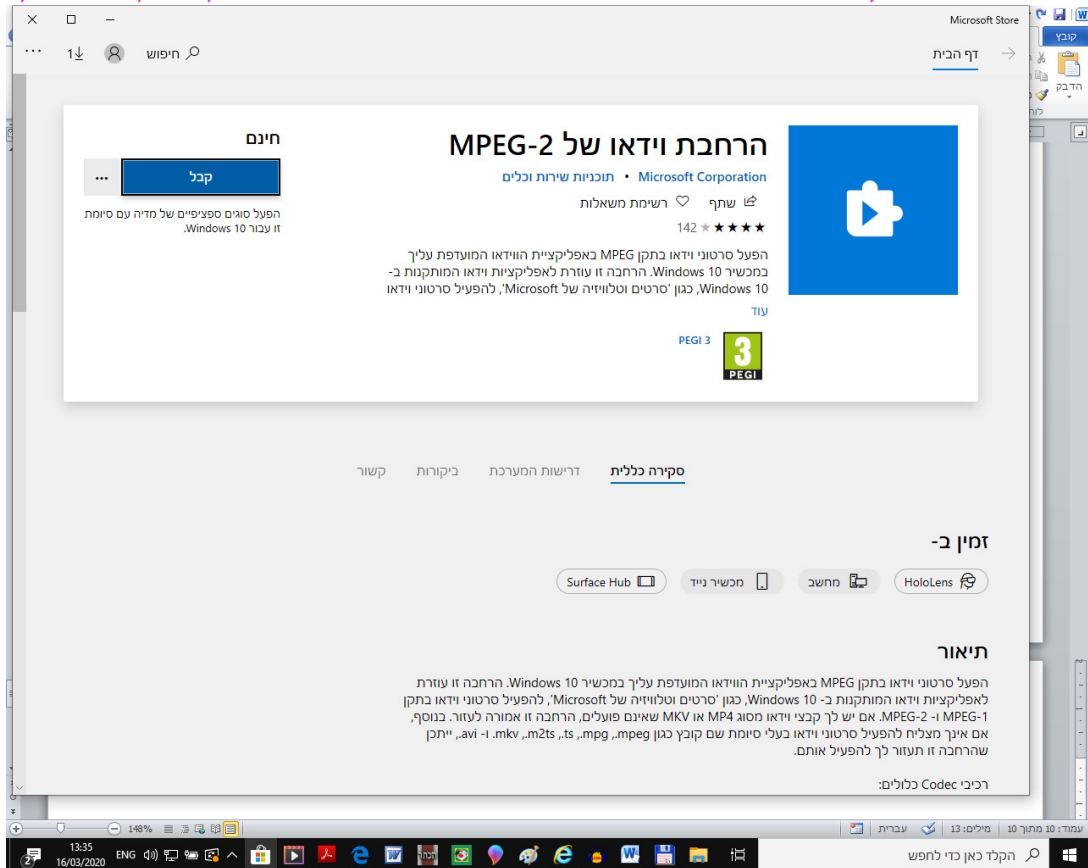 Microsoft Store
קובץ
הדבק
דף הבית
חיפוש
1
הרחבת וידאו של MPEG-2
Microsoft Corporation • תוכניות שירות וכלים
שתף
רשימת משאלות
142
הפעל סרטוני וידאו בתקן MPEG באפליקציית הווידאו המועדפת עליך
במכשיר Windows 10. הרחבה זו עוזרת לאפליקציות וידאו המותקנות ב-
Windows 10, כגון 'סרטים וטלוויזיה של Microsoft', להפעיל סרטוני וידאו
עוד
3
PEGI
PEGI 3
חינם
קבל
הפעל סוגים ספציפיים של מדיה עם סיומת
זו עבור Windows 10.
סקירה כללית
דרישות המערכת
ביקורות
קשור
זמין ב-
HoloLens
מחשב
מכשיר נייד
Surface Hub
תיאור
הפעל סרטוני וידאו בתקן MPEG באפליקציית הווידאו המועדפת עליך במכשיר Windows 10. הרחבה זו עוזרת
לאפליקציות וידאו המותקנות ב- Windows 10, כגון 'סרטים וטלוויזיה של Microsoft', להפעיל סרטוני וידאו בתקן
MPEG-1 ו- MPEG-2. אם יש לך קבצי וידאו מסוג MP4 או MKV שאינם פועלים, הרחבה זו אמורה לעזור. בנוסף,
אם אינך מצליח להפעיל סרטוני וידאו בעלי סיומת שם קובץ כגון mpeg,‏ .mpg,‏ .ts,‏ .m2ts,‏ .mkv. ו- avi.,‏ ייתכן
שהרחבה זו תעזור לך להפעיל אותם.
רכיבי Codec כלולים:
עמוד: 10 מתוך 10
מילים: 13
עברית
148%
הקלד כאן כדי לחפש
ENG
13:35
16/03/2020
2